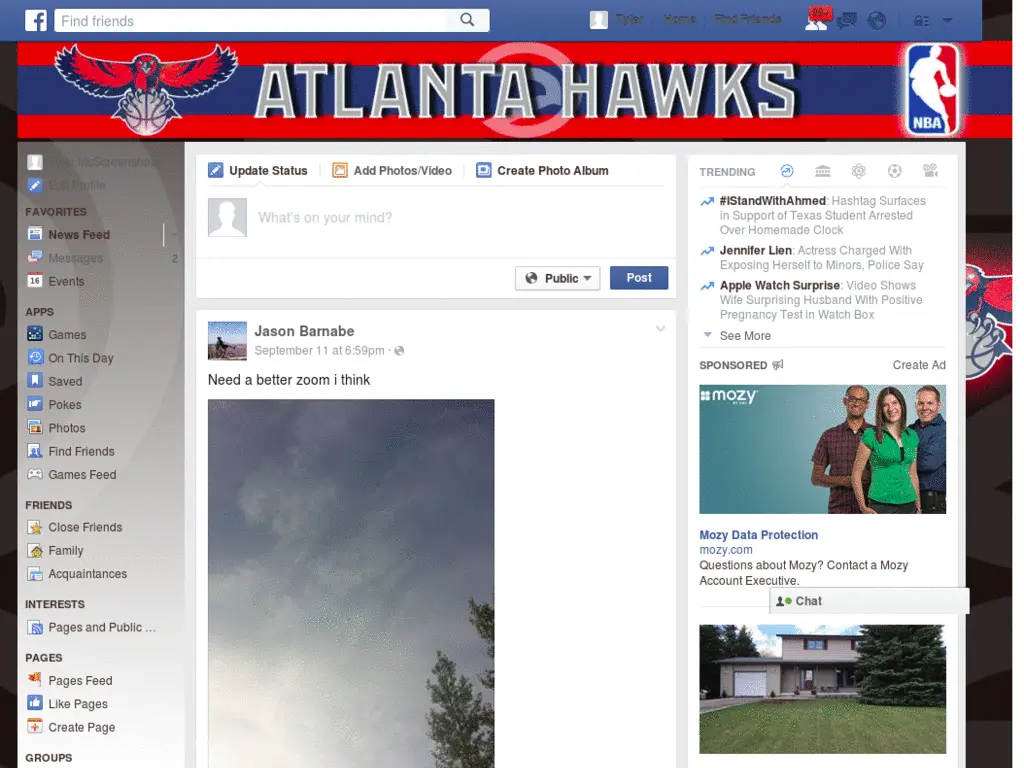 Find friends
Tyler Home Find Friends
ATLANTA HAWKS
NBA
Tyler McScreenshot
Edit Profile
FAVORITES
News Feed
Messages 2
16 Events
APPS
Games
On This Day
Saved
Pokes
Photos
Find Friends
Games Feed
FRIENDS
Close Friends
Family
Acquaintances
INTERESTS
Pages and Public ...
PAGES
Pages Feed
Like Pages
Create Page
GROUPS
Update Status Add Photos/Video Create Photo Album
What's on your mind?
Public Post
Jason Barnabe
September 11 at 6:59pm ·
Need a better zoom i think
TRENDING
#IStandWithAhmed: Hashtag Surfaces
in Support of Texas Student Arrested
Over Homemade Clock
Jennifer Lien: Actress Charged With
Exposing Herself to Minors, Police Say
Apple Watch Surprise: Video Shows
Wife Surprising Husband With Positive
Pregnancy Test in Watch Box
See More
SPONSORED Create Ad
mozy
Mozy Data Protection
mozy.com
Questions about Mozy? Contact a Mozy
Account Executive.
Chat